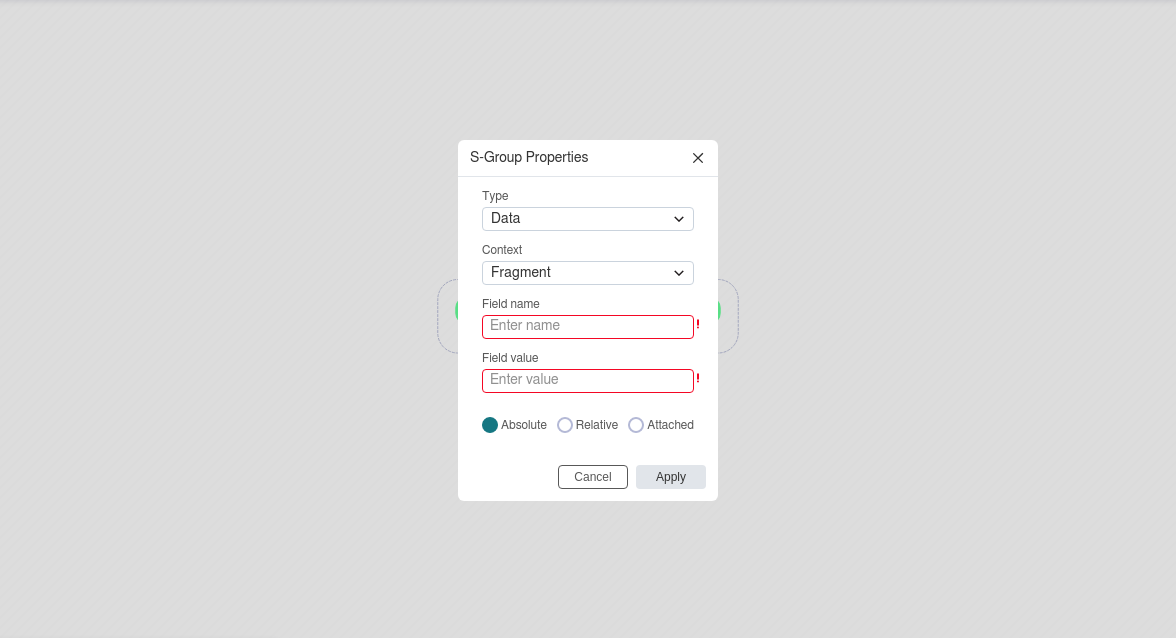 S-Group Properties
Type
Data
Context
Fragment
Field name
Enter name
!
Field value
Enter value
!
Absolute Relative Attached
Cancel Apply